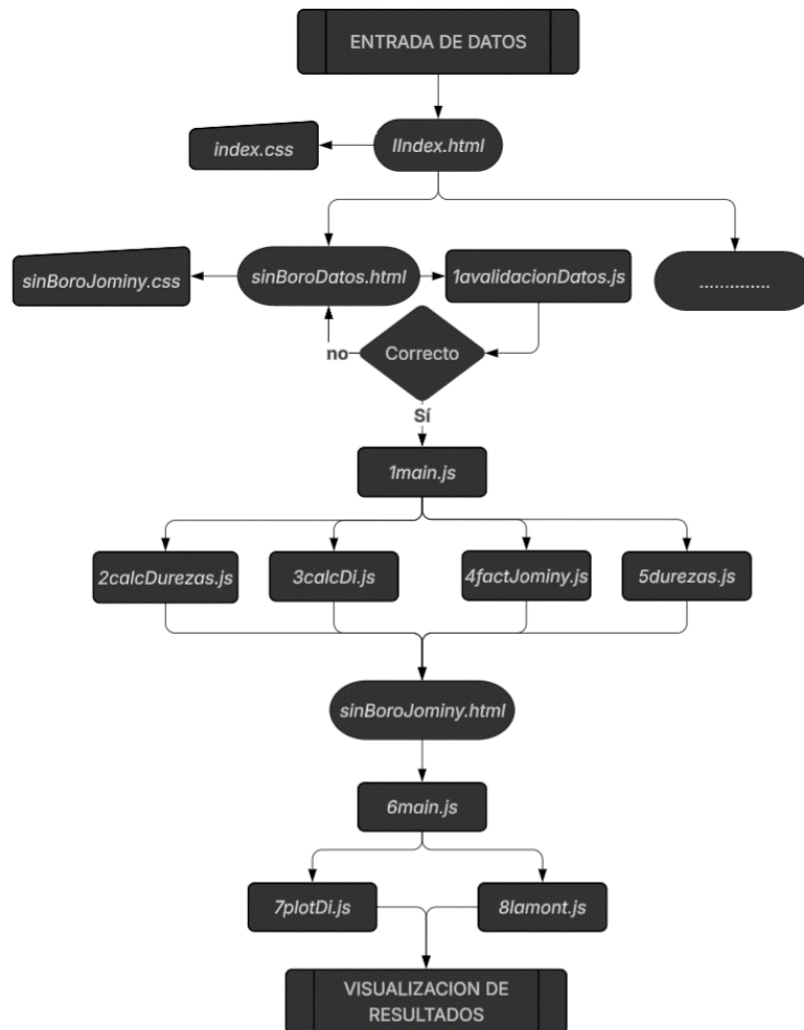 ENTRADA DE DATOS
index.css
IIndex.html
sinBoroJominy.css
sinBoroDatos.html
1avalidacionDatos.js
..............
no
Correcto
Sí
1main.js
2calcDurezas.js
3calcDi.js
4factJominy.js
5durezas.js
sinBoroJominy.html
6main.js
7plotDi.js
8lamont.js
VISUALIZACION DE
RESULTADOS